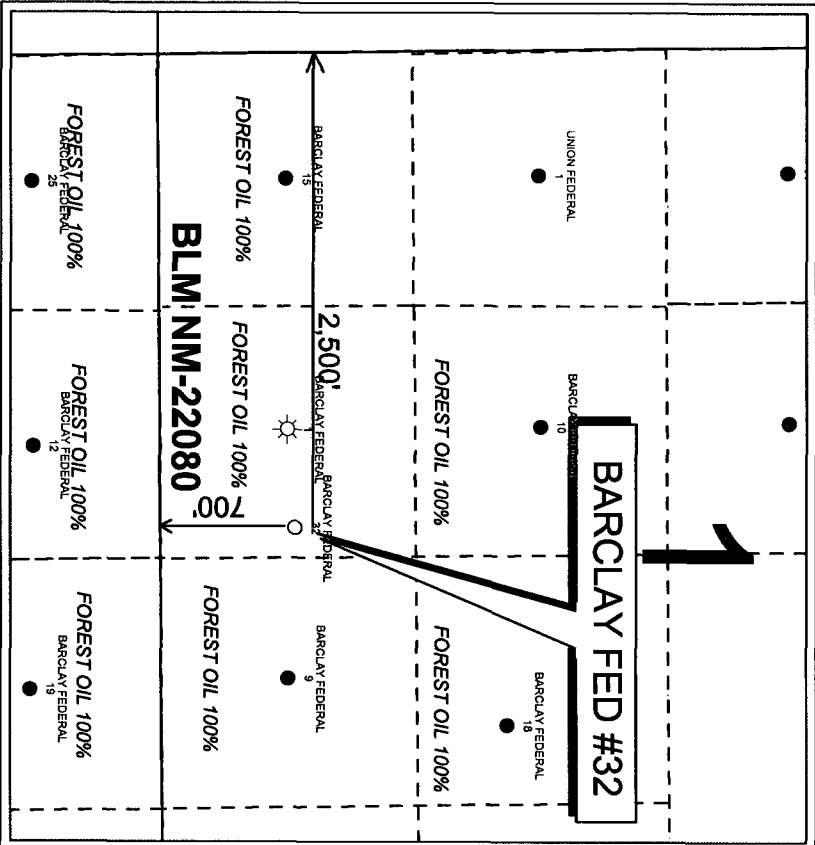 1
BARCLAY FED #32
UNION FEDERAL
1
BARCLAY
10
BARCLAY FEDERAL
18
FOREST OIL 100%
FOREST OIL 100%
BARCLAY FEDERAL
15
2,500'
BARCLAY FEDERAL
1
BARCLAY FEDERAL
32
BARCLAY FEDERAL
9
FOREST OIL 100%
FOREST OIL 100%
700'
FOREST OIL 100%
BLM NM-22080
FOREST OIL 100%
BARCLAY FEDERAL
25
FOREST OIL 100%
BARCLAY FEDERAL
12
FOREST OIL 100%
BARCLAY FEDERAL
19